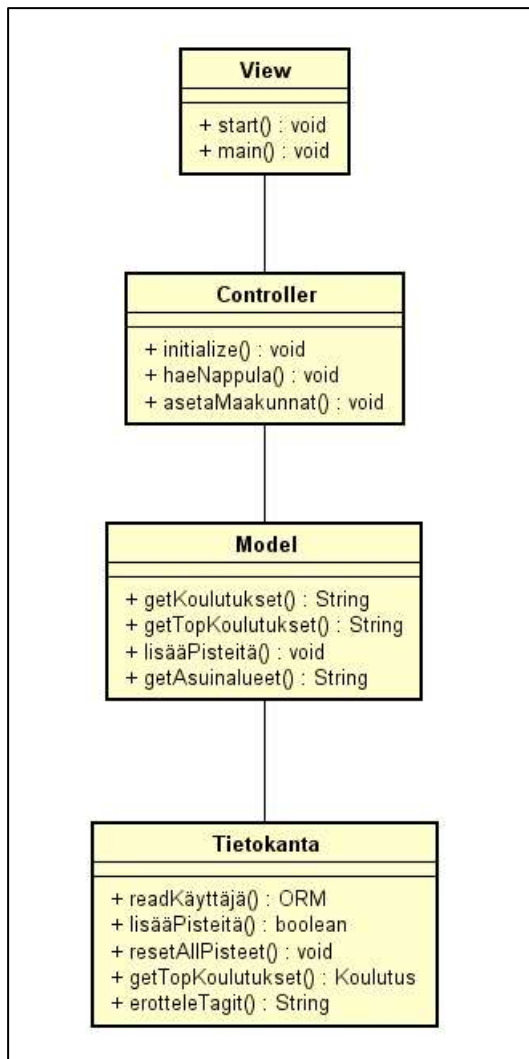 View
+ start() : void
+ main() : void
Controller
+ initialize() : void
+ haeNappula() : void
+ asetaMaakunnat() : void
Model
+ getKoulutukset() : String
+ getTopKoulutukset() : String
+ lisääPisteitä() : void
+ getAsuinalueet() : String
Tietokanta
+ readKäyttäjä() : ORM
+ lisääPisteitä() : boolean
+ resetAllPisteet() : void
+ getTopKoulutukset() : Koulutus
+ erotteleTagit() : String